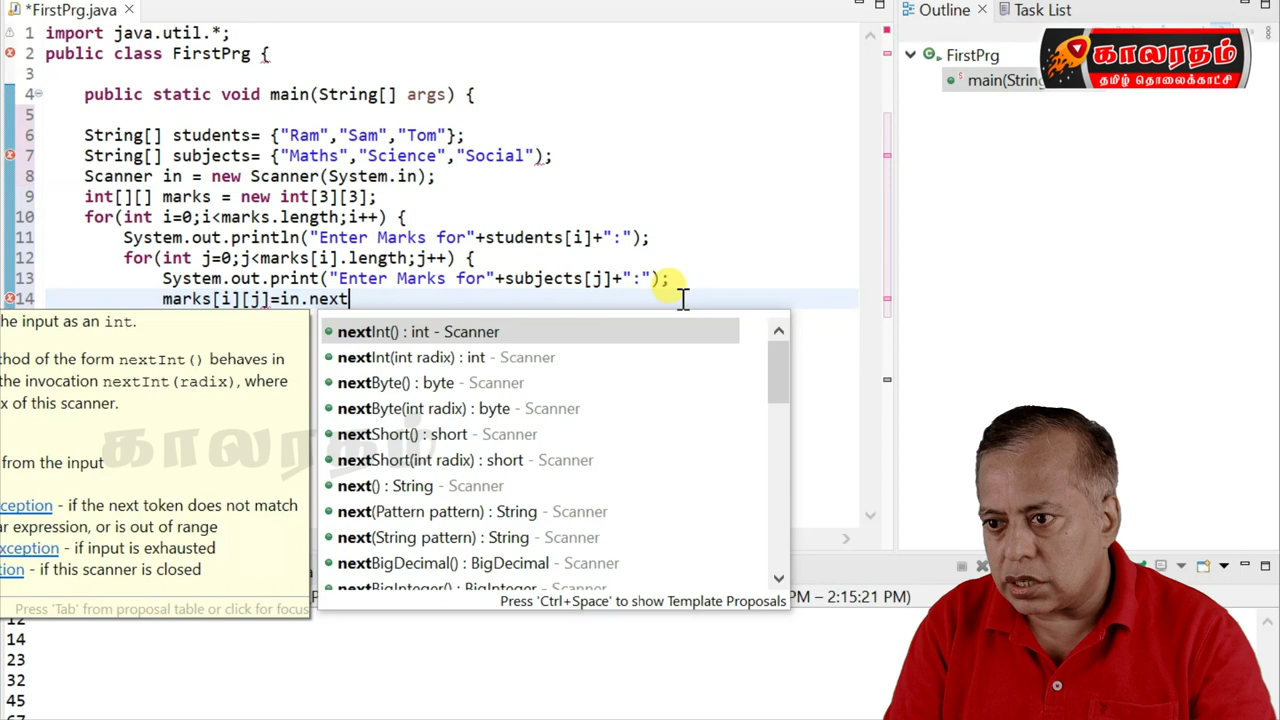 *FirstPrg.java ×
Outline × Task List
1 import java.util.*;
2 public class FirstPrg {
3
4 public static void main(String[] args) {
5
6 String[] students= {"Ram","Sam","Tom"};
7 String[] subjects= {"Maths","Science","Social");
8 Scanner in = new Scanner(System.in);
9 int[][] marks = new int[3][3];
10 for(int i=0;i<marks.length;i++) {
11 System.out.println("Enter Marks for"+students[i]+":");
12 for(int j=0;j<marks[i].length;j++) {
13 System.out.print("Enter Marks for"+subjects[j]+":");
14 marks[i][j]=in.next
FirstPrg
main(String
காலரதம்
தமிழ் தொலைக்காட்சி
he input as an int.
thod of the form nextInt() behaves in
the invocation nextInt(radix), where
x of this scanner.
from the input
ception - if the next token does not match
ar expression, or is out of range
xception - if input is exhausted
tion - if this scanner is closed
Press 'Tab' from proposal table or click for focus
nextInt() : int - Scanner
nextInt(int radix) : int - Scanner
nextByte() : byte - Scanner
nextByte(int radix) : byte - Scanner
nextShort() : short - Scanner
nextShort(int radix) : short - Scanner
next() : String - Scanner
next(Pattern pattern) : String - Scanner
next(String pattern) : String - Scanner
nextBigDecimal() : BigDecimal - Scanner
nextBigInteger() : BigInteger - Scanner
Press 'Ctrl+Space' to show Template Proposals
காலரதம்
PM – 2:15:21 PM)
12
14
23
32
45
67